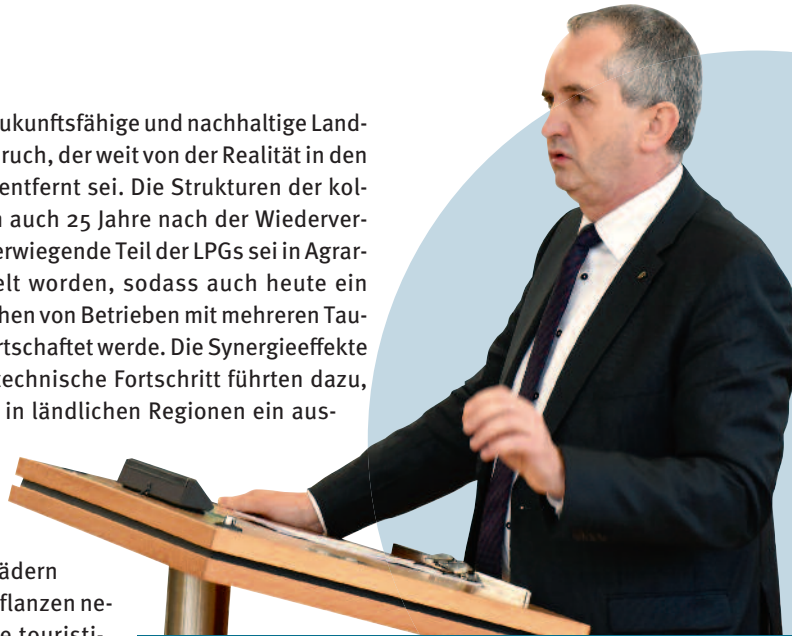 ukunftsfähige und nachhaltige Land-
ruch, der weit von der Realität in den
entfernt sei. Die Strukturen der kol-
auch 25 Jahre nach der Wiederver-
erwiegende Teil der LPGs sei in Agrar-
elt worden, sodass auch heute ein
hen von Betrieben mit mehreren Tau-
rtschaftet werde. Die Synergieeffekte
technische Fortschritt führten dazu,
in ländlichen Regionen ein aus-
ädern
flanzen ne-
e touristi-